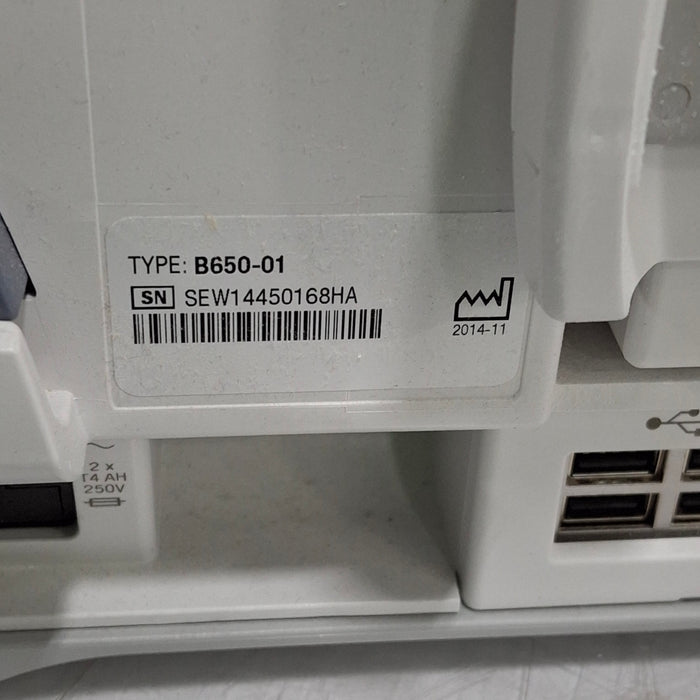 TYPE: B650-01
SN SEW14450168HA
2014-11
~
2 x
T4 AH
250V